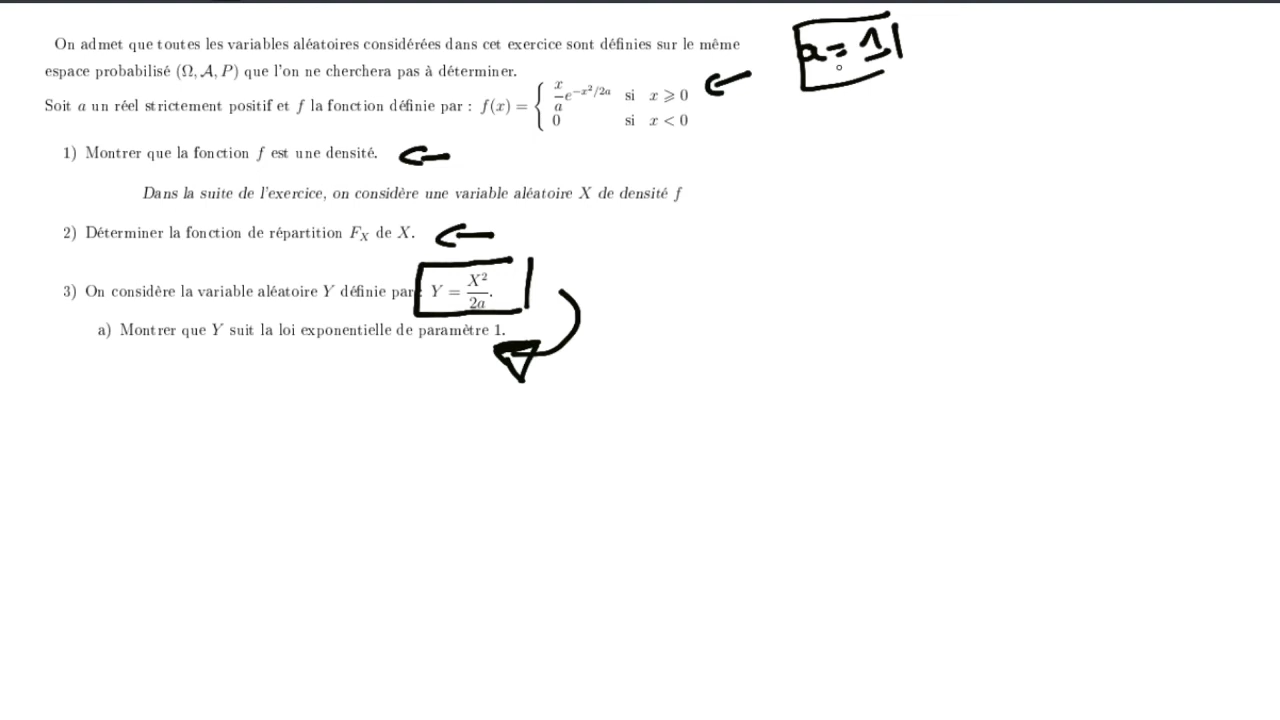 On admet que toutes les variables aléatoires considérées dans cet exercice sont définies sur le même
espace probabilisé (Ω, A, P) que l'on ne cherchera pas à déterminer.
Soit a un réel strictement positif et f la fonction définie par : f(x) = { x/a e^{-x²/2a} si x ⩾ 0
0 si x < 0
a = 1
1) Montrer que la fonction f est une densité.
Dans la suite de l'exercice, on considère une variable aléatoire X de densité f
2) Déterminer la fonction de répartition F_X de X.
3) On considère la variable aléatoire Y définie par : Y = X²/2a.
a) Montrer que Y suit la loi exponentielle de paramètre 1.